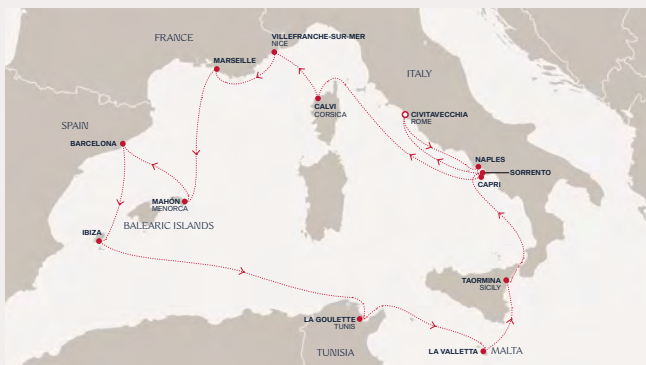 FRANCE
VILLEFRANCHE-SUR-MER
NICE
MARSEILLE
ITALY
CALVI
CORSICA
CIVITAVECCHIA
ROME
SPAIN
BARCELONA
NAPLES
SORRENTO
CAPRI
MAHÓN
MENORCA
BALEARIC ISLANDS
IBIZA
TAORMINA
SICILY
LA GOULETTE
TUNIS
TUNISIA
LA VALLETTA
MALTA